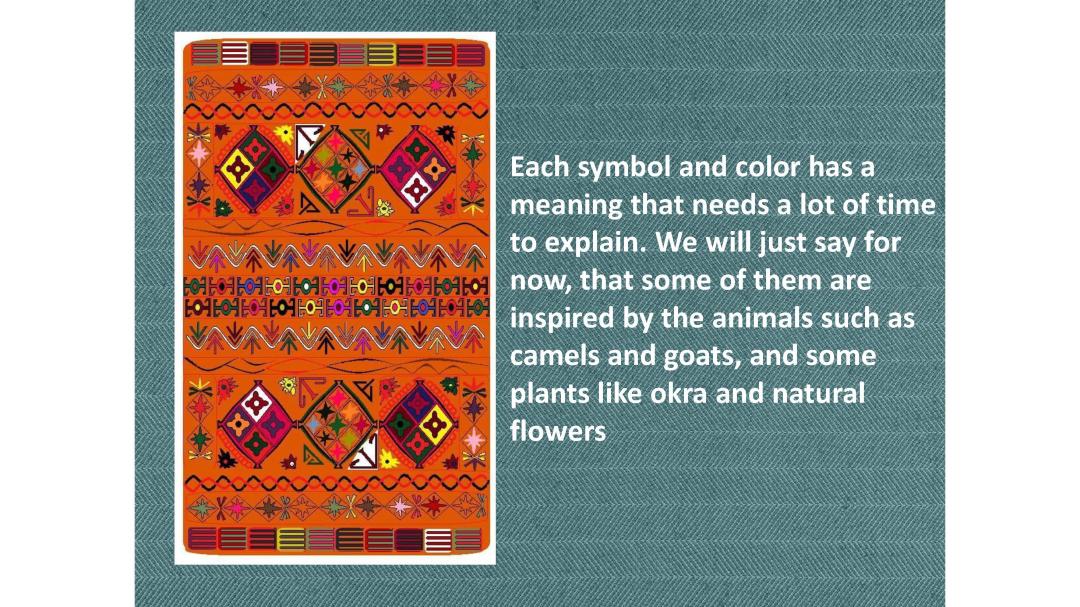 Each symbol and color has a
meaning that needs a lot of time
to explain. We will just say for
now, that some of them are
inspired by the animals such as
camels and goats, and some
plants like okra and natural
flowers